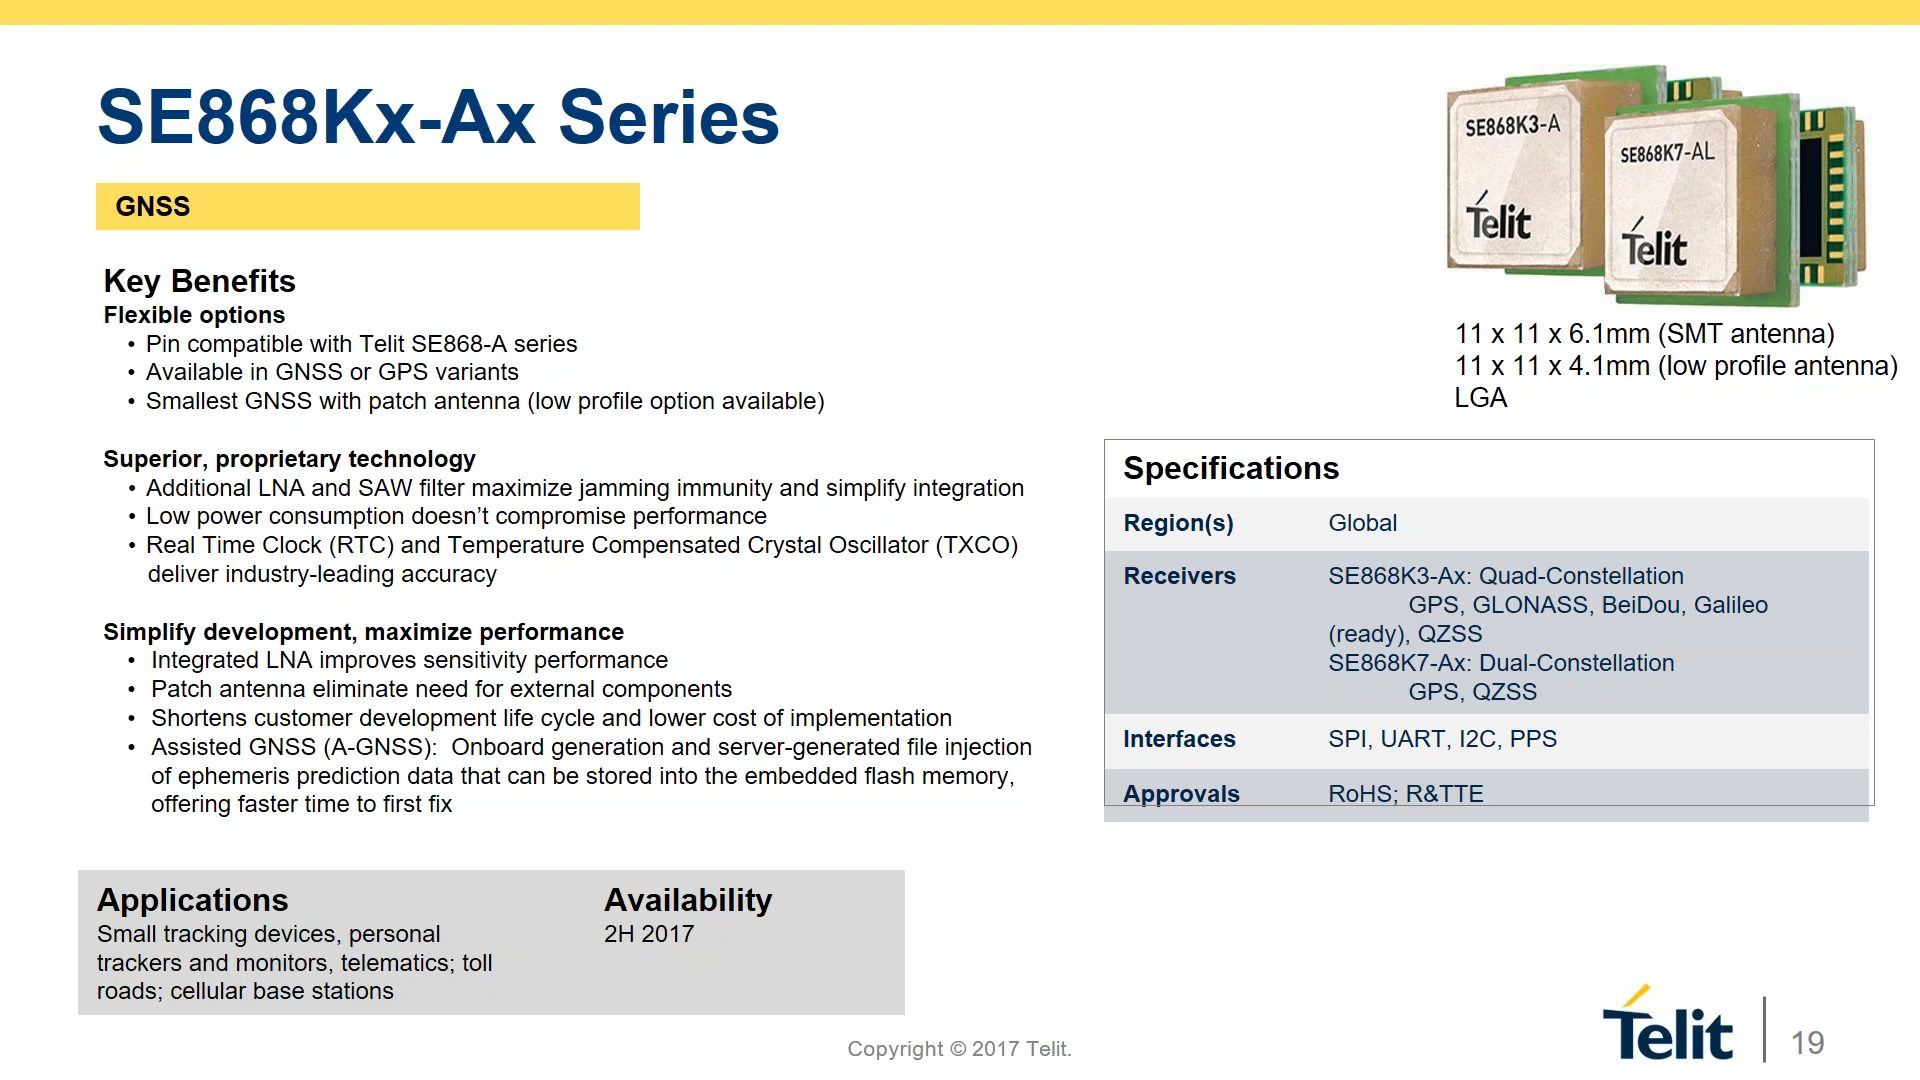 SE868Kx-Ax Series
GNSS
Key Benefits
Flexible options
• Pin compatible with Telit SE868-A series
• Available in GNSS or GPS variants
• Smallest GNSS with patch antenna (low profile option available)
Superior, proprietary technology
• Additional LNA and SAW filter maximize jamming immunity and simplify integration
• Low power consumption doesn’t compromise performance
• Real Time Clock (RTC) and Temperature Compensated Crystal Oscillator (TXCO)
deliver industry-leading accuracy
Simplify development, maximize performance
• Integrated LNA improves sensitivity performance
• Patch antenna eliminate need for external components
• Shortens customer development life cycle and lower cost of implementation
• Assisted GNSS (A-GNSS):  Onboard generation and server-generated file injection
of ephemeris prediction data that can be stored into the embedded flash memory,
offering faster time to first fix
SE868K3-A
Telit
SE868K7-AL
Telit
11 x 11 x 6.1mm (SMT antenna)
11 x 11 x 4.1mm (low profile antenna)
LGA
Specifications
Region(s) Global
Receivers SE868K3-Ax: Quad-Constellation
GPS, GLONASS, BeiDou, Galileo
(ready), QZSS
SE868K7-Ax: Dual-Constellation
GPS, QZSS
Interfaces SPI, UART, I2C, PPS
Approvals RoHS; R&TTE
Applications
Small tracking devices, personal
trackers and monitors, telematics; toll
roads; cellular base stations
Availability
2H 2017
Copyright © 2017 Telit.
Telit
19